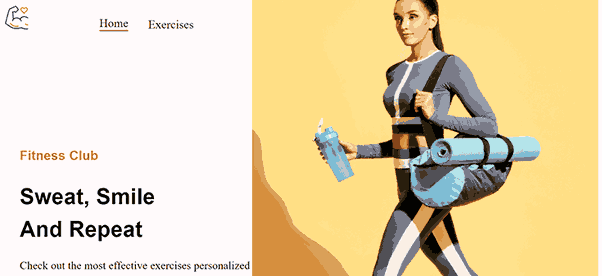 Home
Exercises
Fitness Club
Sweat, Smile
And Repeat
Check out the most effective exercises personalized